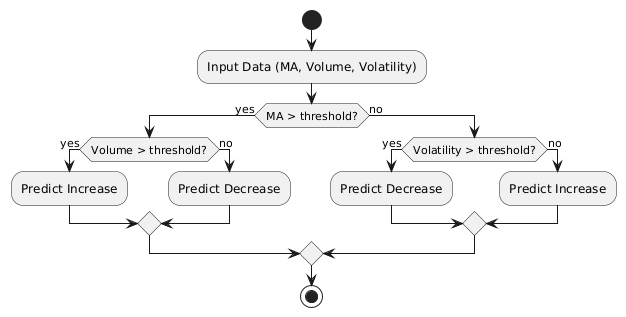 Input Data (MA, Volume, Volatility)
yes
MA > threshold?
no
yes
Volume > threshold?
no
yes
Volatility > threshold?
no
Predict Increase
Predict Decrease
Predict Decrease
Predict Increase